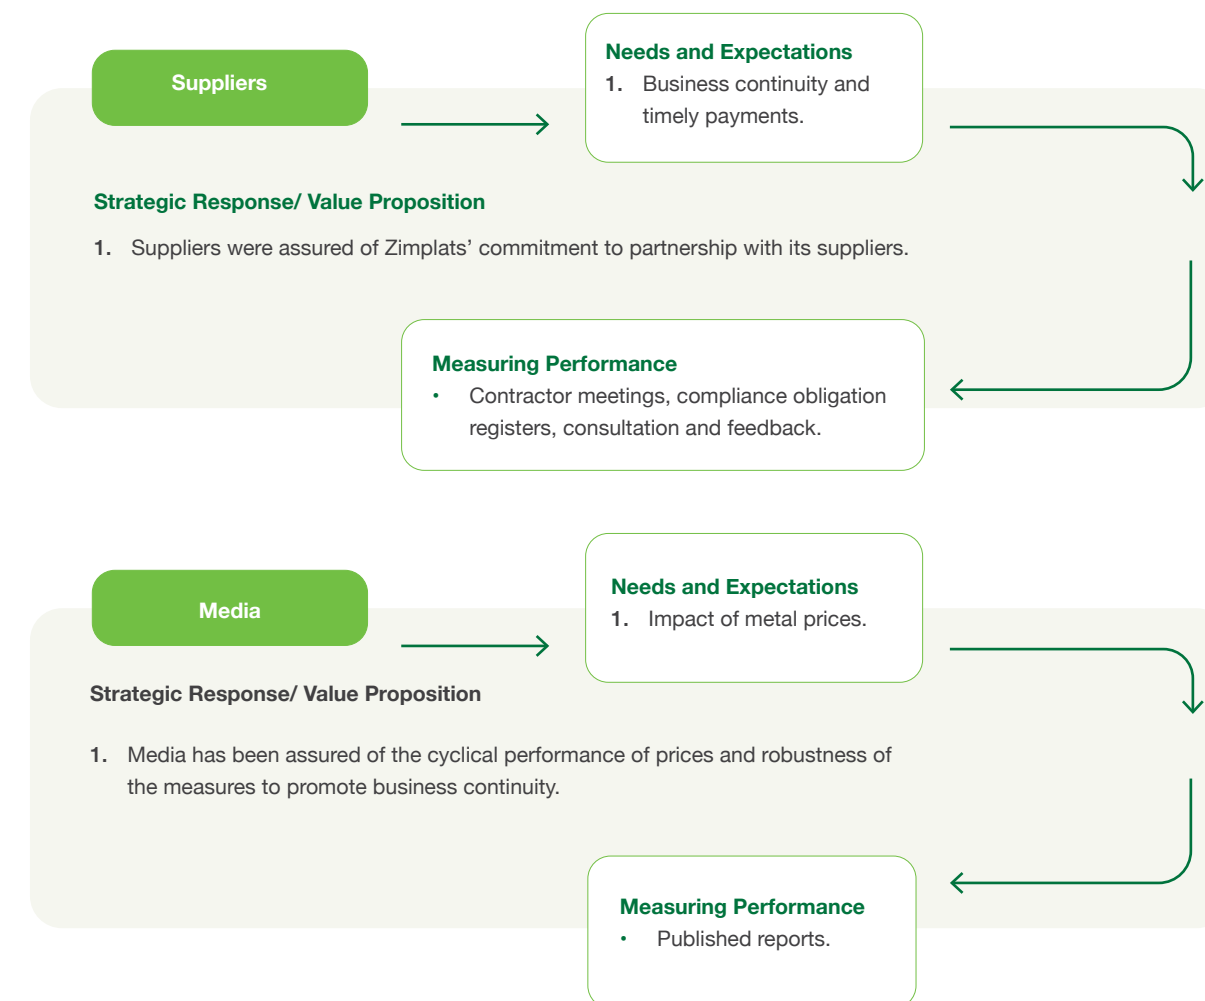 Suppliers
Needs and Expectations
1. Business continuity and
timely payments.
Strategic Response/ Value Proposition
1. Suppliers were assured of Zimplats’ commitment to partnership with its suppliers.
Measuring Performance
• Contractor meetings, compliance obligation
registers, consultation and feedback.
Media
Needs and Expectations
1. Impact of metal prices.
Strategic Response/ Value Proposition
1. Media has been assured of the cyclical performance of prices and robustness of
the measures to promote business continuity.
Measuring Performance
• Published reports.